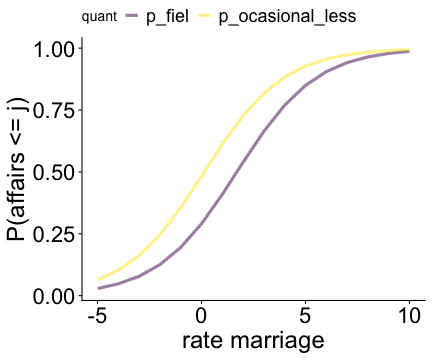 quant p_fiel p_ocasional_less
1.00
0.75
0.50
0.25
0.00
P(affairs <= j)
-5 0 5 10
rate marriage